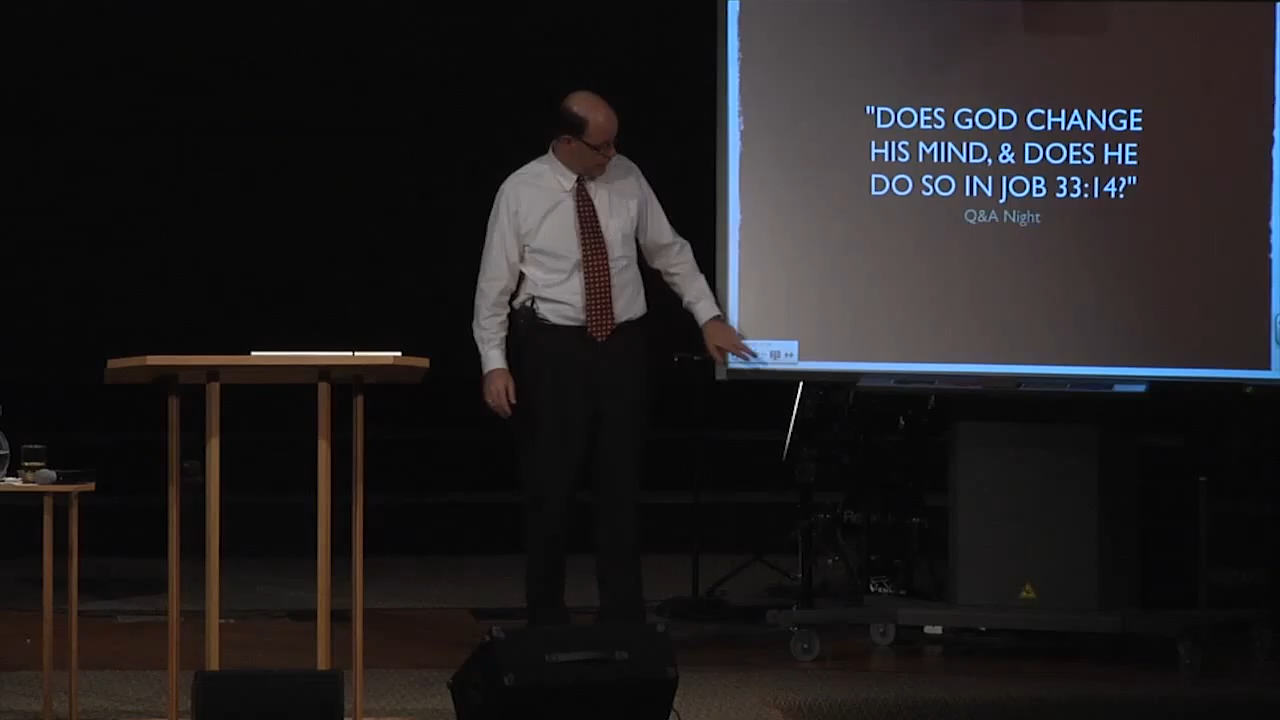 "DOES GOD CHANGE
HIS MIND, & DOES HE
DO SO IN JOB 33:14?"
Q&A Night